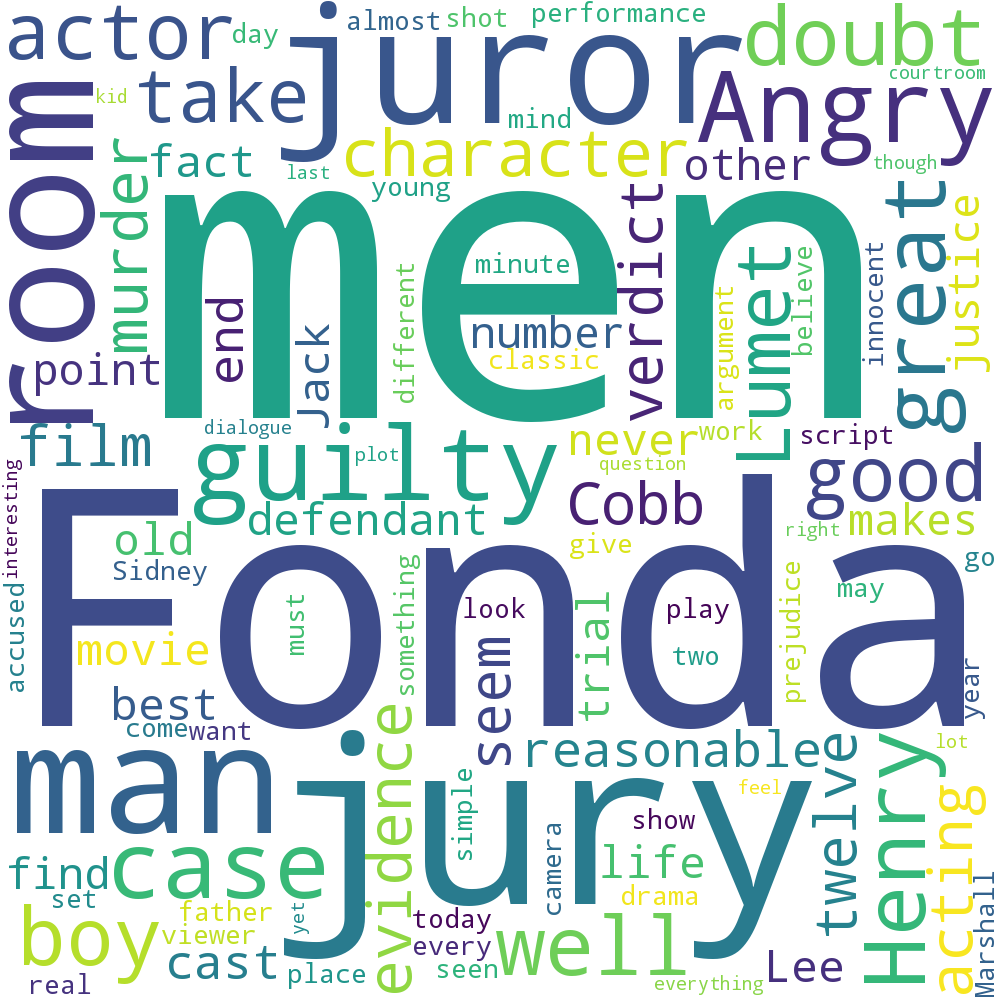 actor
day
almost
shot
performance
juror
doubt
courtroom
kid
take
Angry
room
mind
character
fact
last
young
other
though
murder
men
verdict
great
justice
minute
Lumet
believe
innocent
different
end
Jack
number
classic
argument
point
film
dialogue
guilty
plot
never
work
script
question
good
interesting
defendant
Cobb
makes
right
old
Sidney
give
go
Fonda
accused
must
something
look
play
may
movie
trial
two
prejudice
year
best
come
want
seem
man
jury
evidence
reasonable
twelve
Henry
lot
feel
simple
show
acting
case
find
camera
life
set
drama
Marshall
boy
father
yet
today
viewer
every
well
cast
place
seen
Lee
real
everything